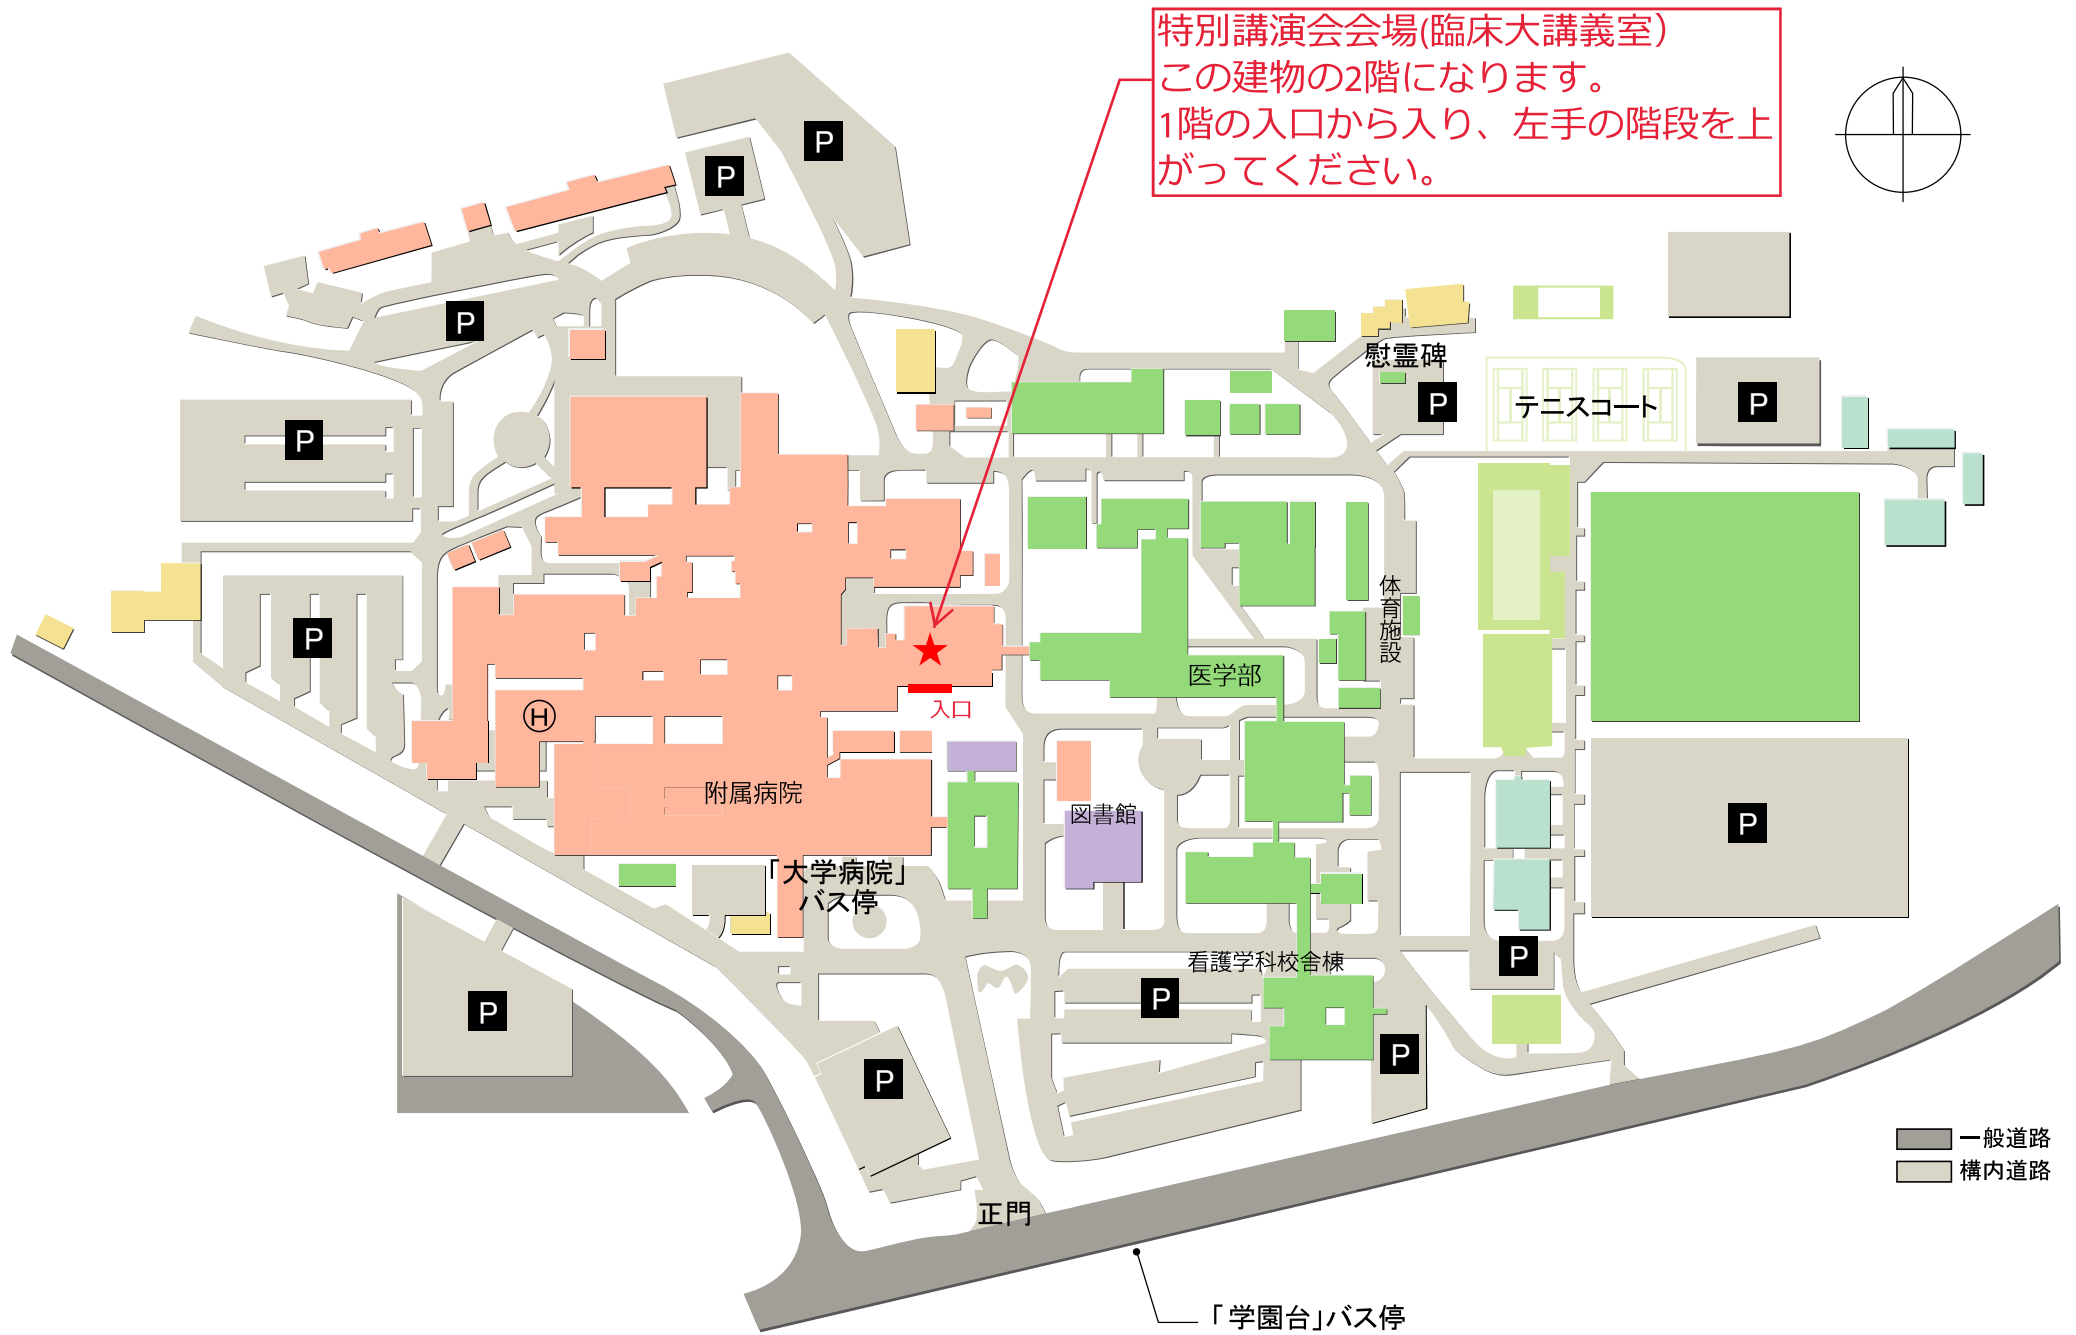 特別講演会会場(臨床大講義室）
この建物の2階になります。
1階の入口から入り、左手の階段を上
がってください。
P
P
P
慰霊碑
P
テニスコート
P
P
体育施設
P
医学部
H
入口
附属病院
図書館
P
「大学病院」
バス停
看護学科校舎棟
P
P
P
P
P
一般道路
構内道路
正門
「学園台」バス停